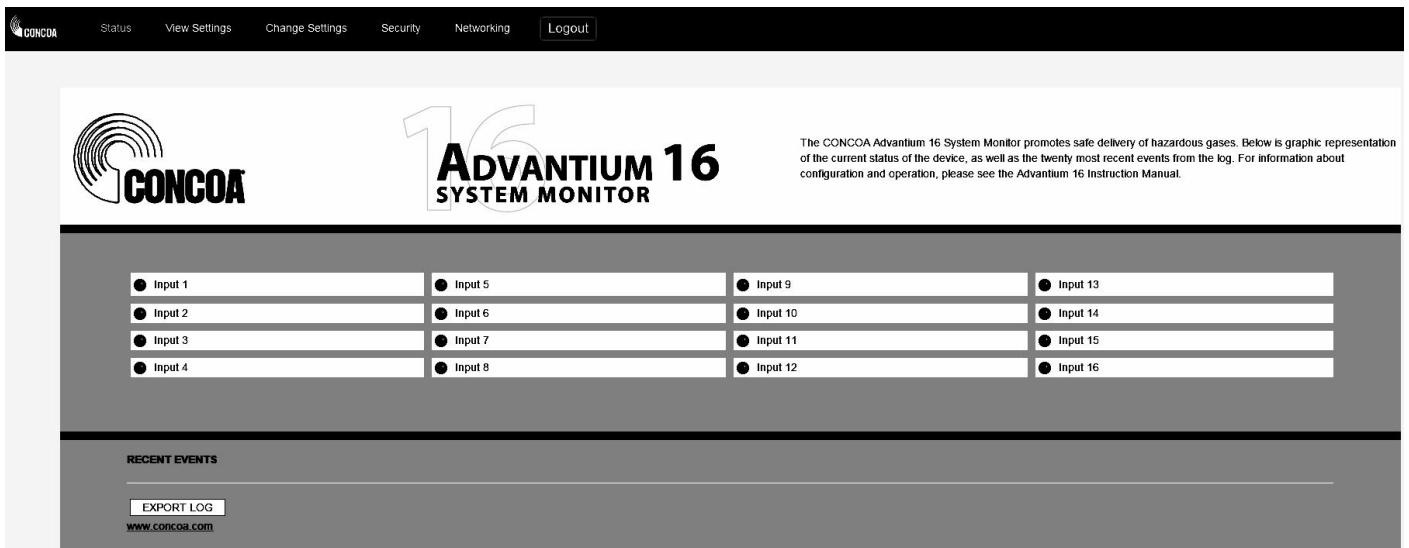 CONCOA Status View Settings Change Settings Security Networking Logout
CONCOA
16
ADVANTIUM 16
SYSTEM MONITOR
The CONCOA Advantium 16 System Monitor promotes safe delivery of hazardous gases. Below is graphic representation
of the current status of the device, as well as the twenty most recent events from the log. For information about
configuration and operation, please see the Advantium 16 Instruction Manual.
Input 1 Input 5 Input 9 Input 13
Input 2 Input 6 Input 10 Input 14
Input 3 Input 7 Input 11 Input 15
Input 4 Input 8 Input 12 Input 16
RECENT EVENTS
EXPORT LOG
www.concoa.com